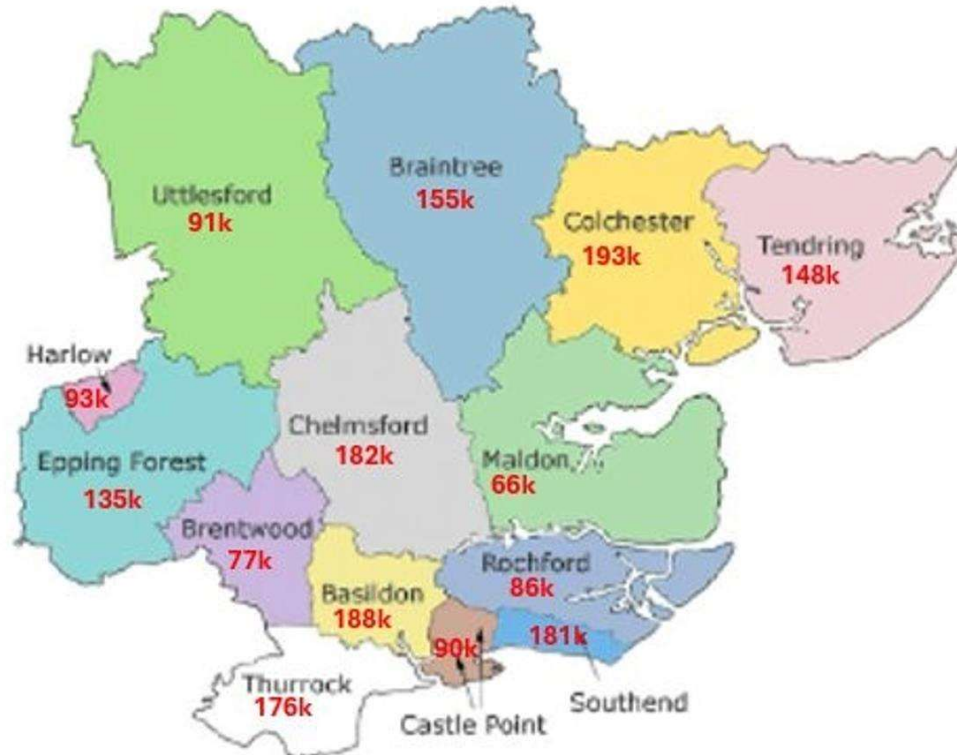 Braintree
155k
Uttlesford
91k
Colchester
193k
Tendring
148k
Harlow
93k
Chelmsford
182k
Epping Forest
135k
Maldon
66k
Brentwood
77k
Rochford
86k
Basildon
188k
90k
181k
Thurrock
176k
Castle Point
Southend